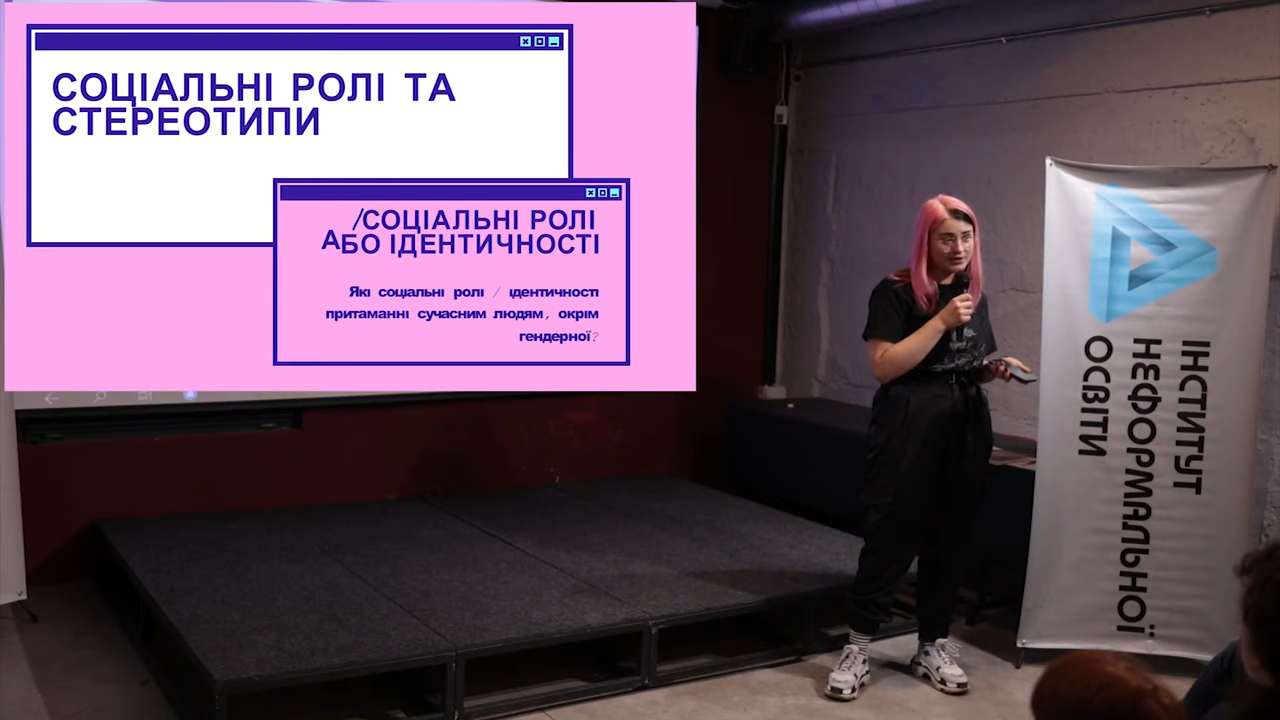 СОЦІАЛЬНІ РОЛІ ТА
СТЕРЕОТИПИ
/СОЦІАЛЬНІ РОЛІ
АБО ІДЕНТИЧНОСТІ
Які соціальні ролі / ідентичності
притаманні сучасним людям, окрім
гендерної?
ІНСТИТУТ
НЕФОРМАЛЬНОЇ
ОСВІТИ